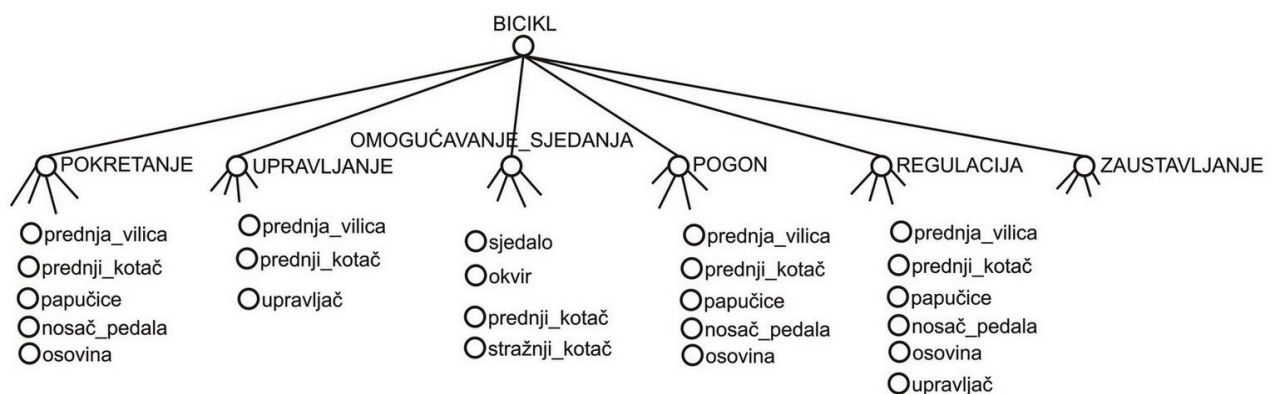 BICIKL
POKRETANJE
UPRAVLJANJE
OMOGUĆAVANJE_SJEDANJA
POGON
REGULACIJA
ZAUSTAVLJANJE
prednja_vilica
prednji_kotač
papučice
nosač_pedala
osovina
prednja_vilica
prednji_kotač
upravljač
sjedalo
okvir
prednji_kotač
stražnji_kotač
prednja_vilica
prednji_kotač
papučice
nosač_pedala
osovina
prednja_vilica
prednji_kotač
papučice
nosač_pedala
osovina
upravljač